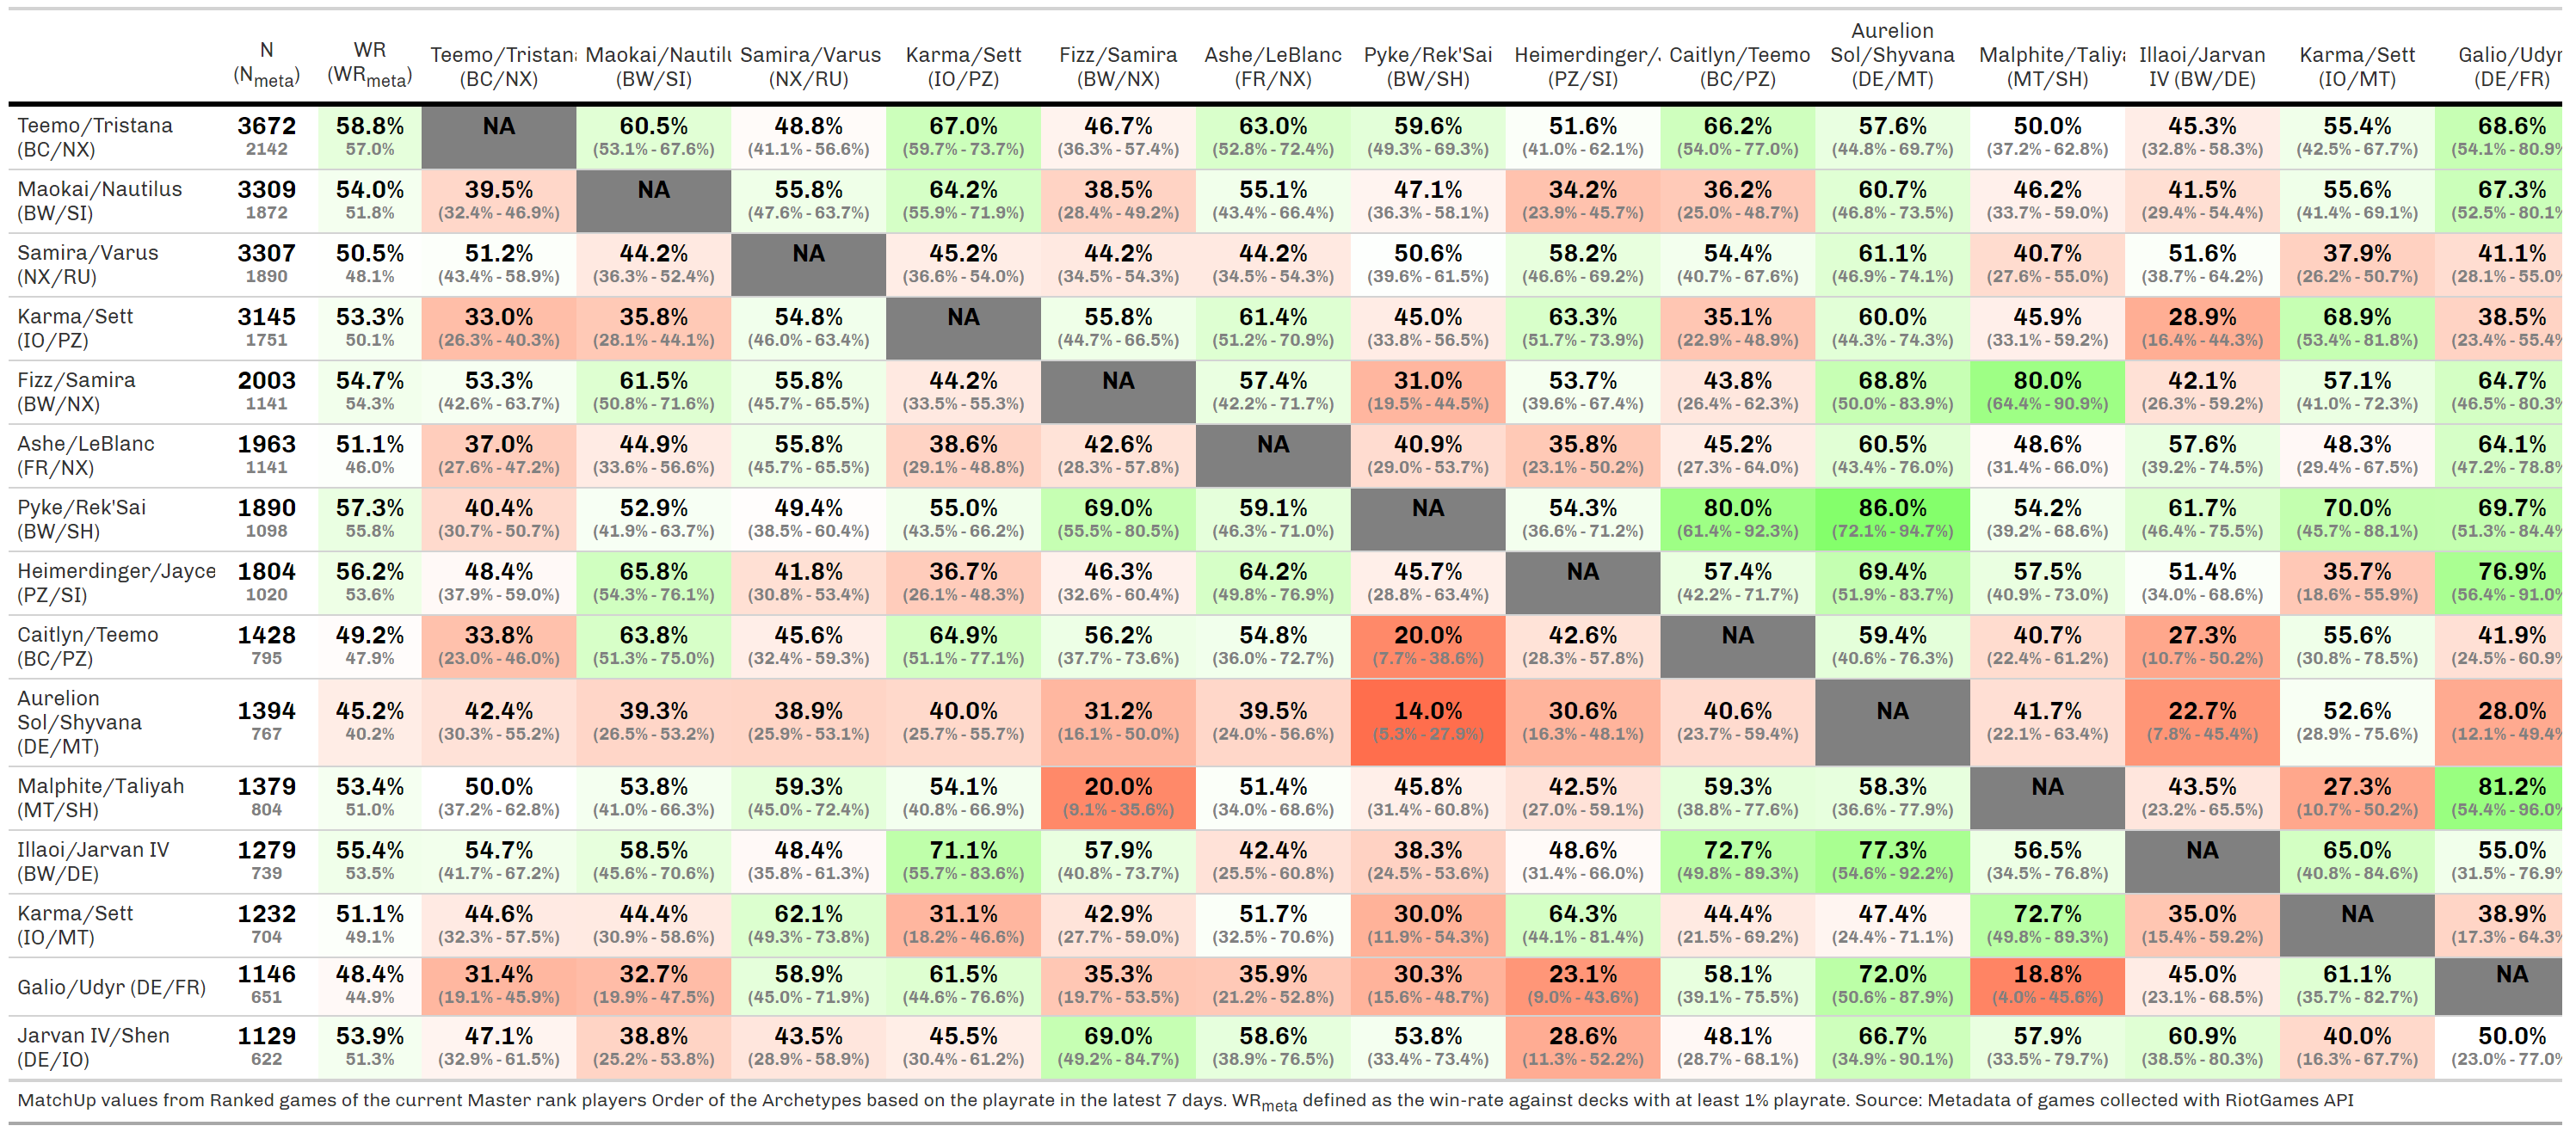 N WR Teemo/Tristan Maokai/Nautilu Samira/Varus Karma/Sett Fizz/Samira Ashe/LeBlanc Pyke/Rek'Sai Heimerdinger/ Caitlyn/Teemo Aurelion Sol/Shyvana Malphite/Taliya Illaoi/Jarvan Karma/Sett Galio/Udyr
(Nmeta) (WRmeta) (BC/NX) (BW/SI) (NX/RU) (IO/PZ) (BW/NX) (FR/NX) (BW/SH) (PZ/SI) (BC/PZ) (DE/MT) (MT/SH) IV (BW/DE) (IO/MT) (DE/FR)
Teemo/Tristana 3672 58.8% NA 60.5% 48.8% 67.0% 46.7% 63.0% 59.6% 51.6% 66.2% 57.6% 50.0% 45.3% 55.4% 68.6%
(BC/NX) 2142 57.0% (53.1% - 67.6%) (41.1% - 56.6%) (59.7% - 73.7%) (36.3% - 57.4%) (52.8% - 72.4%) (49.3% - 69.3%) (41.0% - 62.1%) (54.0% - 77.0%) (44.8% - 69.7%) (37.2% - 62.8%) (32.8% - 58.3%) (42.5% - 67.7%) (54.1% - 80.9%
Maokai/Nautilus 3309 54.0% 39.5% NA 55.8% 64.2% 38.5% 55.1% 47.1% 34.2% 36.2% 60.7% 46.2% 41.5% 55.6% 67.3%
(BW/SI) 1872 51.8% (32.4% - 46.9%) (47.6% - 63.7%) (55.9% - 71.9%) (28.4% - 49.2%) (43.4% - 66.4%) (36.3% - 58.1%) (23.9% - 45.7%) (25.0% - 48.7%) (46.8% - 73.5%) (33.7% - 59.0%) (29.4% - 54.4%) (41.4% - 69.1%) (52.5% - 80.1%
Samira/Varus 3307 50.5% 51.2% 44.2% NA 45.2% 44.2% 44.2% 50.6% 58.2% 54.4% 61.1% 40.7% 51.6% 37.9% 41.1%
(NX/RU) 1890 48.1% (43.4% - 58.9%) (36.3% - 52.4%) (36.6% - 54.0%) (34.5% - 54.3%) (34.5% - 54.3%) (39.6% - 61.5%) (46.6% - 69.2%) (40.7% - 67.6%) (46.9% - 74.1%) (27.6% - 55.0%) (38.7% - 64.2%) (26.2% - 50.7%) (28.1% - 55.0%
Karma/Sett 3145 53.3% 33.0% 35.8% 54.8% NA 55.8% 61.4% 45.0% 63.3% 35.1% 60.0% 45.9% 28.9% 68.9% 38.5%
(IO/PZ) 1751 50.1% (26.3% - 40.3%) (28.1% - 44.1%) (46.0% - 63.4%) (44.7% - 66.5%) (51.2% - 70.9%) (33.8% - 56.5%) (51.7% - 73.9%) (22.9% - 48.9%) (44.3% - 74.3%) (33.1% - 59.2%) (16.4% - 44.3%) (53.4% - 81.8%) (23.4% - 55.4%
Fizz/Samira 2003 54.7% 53.3% 61.5% 55.8% 44.2% NA 57.4% 31.0% 53.7% 43.8% 68.8% 80.0% 42.1% 57.1% 64.7%
(BW/NX) 1141 54.3% (42.6% - 63.7%) (50.8% - 71.6%) (45.7% - 65.5%) (33.5% - 55.3%) (42.2% - 71.7%) (19.5% - 44.5%) (39.6% - 67.4%) (26.4% - 62.3%) (50.0% - 83.9%) (64.4% - 90.9%) (26.3% - 59.2%) (41.0% - 72.3%) (46.5% - 80.3%
Ashe/LeBlanc 1963 51.1% 37.0% 44.9% 55.8% 38.6% 42.6% NA 40.9% 35.8% 45.2% 60.5% 48.6% 57.6% 48.3% 64.1%
(FR/NX) 1141 46.0% (27.6% - 47.2%) (33.6% - 56.6%) (45.7% - 65.5%) (29.1% - 48.8%) (28.3% - 57.8%) (29.0% - 53.7%) (23.1% - 50.2%) (27.3% - 64.0%) (43.4% - 76.0%) (31.4% - 66.0%) (39.2% - 74.5%) (29.4% - 67.5%) (47.2% - 78.8%
Pyke/Rek'Sai 1890 57.3% 40.4% 52.9% 49.4% 55.0% 69.0% 59.1% NA 54.3% 80.0% 86.0% 54.2% 61.7% 70.0% 69.7%
(BW/SH) 1098 55.8% (30.7% - 50.7%) (41.9% - 63.7%) (38.5% - 60.4%) (43.5% - 66.2%) (55.5% - 80.5%) (46.3% - 71.0%) (36.6% - 71.2%) (61.4% - 92.3%) (72.1% - 94.7%) (39.2% - 68.6%) (46.4% - 75.5%) (45.7% - 88.1%) (51.3% - 84.4%
Heimerdinger/Jayce 1804 56.2% 48.4% 65.8% 41.8% 36.7% 46.3% 64.2% 45.7% NA 57.4% 69.4% 57.5% 51.4% 35.7% 76.9%
(PZ/SI) 1020 53.6% (37.9% - 59.0%) (54.3% - 76.1%) (30.8% - 53.4%) (26.1% - 48.3%) (32.6% - 60.4%) (49.8% - 76.9%) (28.8% - 63.4%) (42.2% - 71.7%) (51.9% - 83.7%) (40.9% - 73.0%) (34.0% - 68.6%) (18.6% - 55.9%) (56.4% - 91.0%
Caitlyn/Teemo 1428 49.2% 33.8% 63.8% 45.6% 64.9% 56.2% 54.8% 20.0% 42.6% NA 59.4% 40.7% 27.3% 55.6% 41.9%
(BC/PZ) 795 47.9% (23.0% - 46.0%) (51.3% - 75.0%) (32.4% - 59.3%) (51.1% - 77.1%) (37.7% - 73.6%) (36.0% - 72.7%) (7.7% - 38.6%) (28.3% - 57.8%) (40.6% - 76.3%) (22.4% - 61.2%) (10.7% - 50.2%) (30.8% - 78.5%) (24.5% - 60.9%
Aurelion
Sol/Shyvana 1394 45.2% 42.4% 39.3% 38.9% 40.0% 31.2% 39.5% 14.0% 30.6% 40.6% NA 41.7% 22.7% 52.6% 28.0%
(DE/MT) 767 40.2% (30.3% - 55.2%) (26.5% - 53.2%) (25.9% - 53.1%) (25.7% - 55.7%) (16.1% - 50.0%) (24.0% - 56.6%) (5.3% - 27.9%) (16.3% - 48.1%) (23.7% - 59.4%) (22.1% - 63.4%) (7.8% - 45.4%) (28.9% - 75.6%) (12.1% - 49.4%
Malphite/Taliyah 1379 53.4% 50.0% 53.8% 59.3% 54.1% 20.0% 51.4% 45.8% 42.5% 59.3% 58.3% NA 43.5% 27.3% 81.2%
(MT/SH) 804 51.0% (37.2% - 62.8%) (41.0% - 66.3%) (45.0% - 72.4%) (40.8% - 66.9%) (9.1% - 35.6%) (34.0% - 68.6%) (31.4% - 60.8%) (27.0% - 59.1%) (38.8% - 77.6%) (36.6% - 77.9%) (23.2% - 65.5%) (10.7% - 50.2%) (54.4% - 96.0%
Illaoi/Jarvan IV 1279 55.4% 54.7% 58.5% 48.4% 71.1% 57.9% 42.4% 38.3% 48.6% 72.7% 77.3% 56.5% NA 65.0% 55.0%
(BW/DE) 739 53.5% (41.7% - 67.2%) (45.6% - 70.6%) (35.8% - 61.3%) (55.7% - 83.6%) (40.8% - 73.7%) (25.5% - 60.8%) (24.5% - 53.6%) (31.4% - 66.0%) (49.8% - 89.3%) (54.6% - 92.2%) (34.5% - 76.8%) (40.8% - 84.6%) (31.5% - 76.9%
Karma/Sett 1232 51.1% 44.6% 44.4% 62.1% 31.1% 42.9% 51.7% 30.0% 64.3% 44.4% 47.4% 72.7% 35.0% NA 38.9%
(IO/MT) 704 49.1% (32.3% - 57.5%) (30.9% - 58.6%) (49.3% - 73.8%) (18.2% - 46.6%) (27.7% - 59.0%) (32.5% - 70.6%) (11.9% - 54.3%) (44.1% - 81.4%) (21.5% - 69.2%) (24.4% - 71.1%) (49.8% - 89.3%) (15.4% - 59.2%) (17.3% - 64.3%
Galio/Udyr (DE/FR) 1146 48.4% 31.4% 32.7% 58.9% 61.5% 35.3% 35.9% 30.3% 23.1% 58.1% 72.0% 18.8% 45.0% 61.1% NA
651 44.9% (19.1% - 45.9%) (19.9% - 47.5%) (45.0% - 71.9%) (44.6% - 76.6%) (19.7% - 53.5%) (21.2% - 52.8%) (15.6% - 48.7%) (9.0% - 43.6%) (39.1% - 75.5%) (50.6% - 87.9%) (4.0% - 45.6%) (23.1% - 68.5%) (35.7% - 82.7%)
Jarvan IV/Shen 1129 53.9% 47.1% 38.8% 43.5% 45.5% 69.0% 58.6% 53.8% 28.6% 48.1% 66.7% 57.9% 60.9% 40.0% 50.0%
(DE/IO) 622 51.3% (32.9% - 61.5%) (25.2% - 53.8%) (28.9% - 58.9%) (30.4% - 61.2%) (49.2% - 84.7%) (38.9% - 76.5%) (33.4% - 73.4%) (11.3% - 52.2%) (28.7% - 68.1%) (34.9% - 90.1%) (33.5% - 79.7%) (38.5% - 80.3%) (16.3% - 67.7%) (23.0% - 77.0%
MatchUp values from Ranked games of the current Master rank players Order of the Archetypes based on the playrate in the latest 7 days. WRmeta defined as the win-rate against decks with at least 1% playrate. Source: Metadata of games collected with RiotGames API